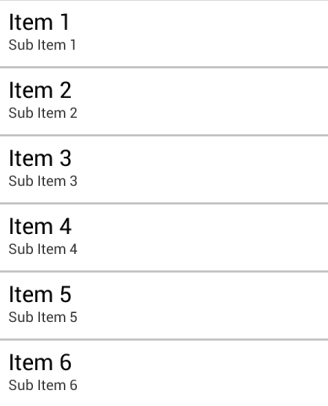 Item 1
Sub Item 1
Item 2
Sub Item 2
Item 3
Sub Item 3
Item 4
Sub Item 4
Item 5
Sub Item 5
Item 6
Sub Item 6